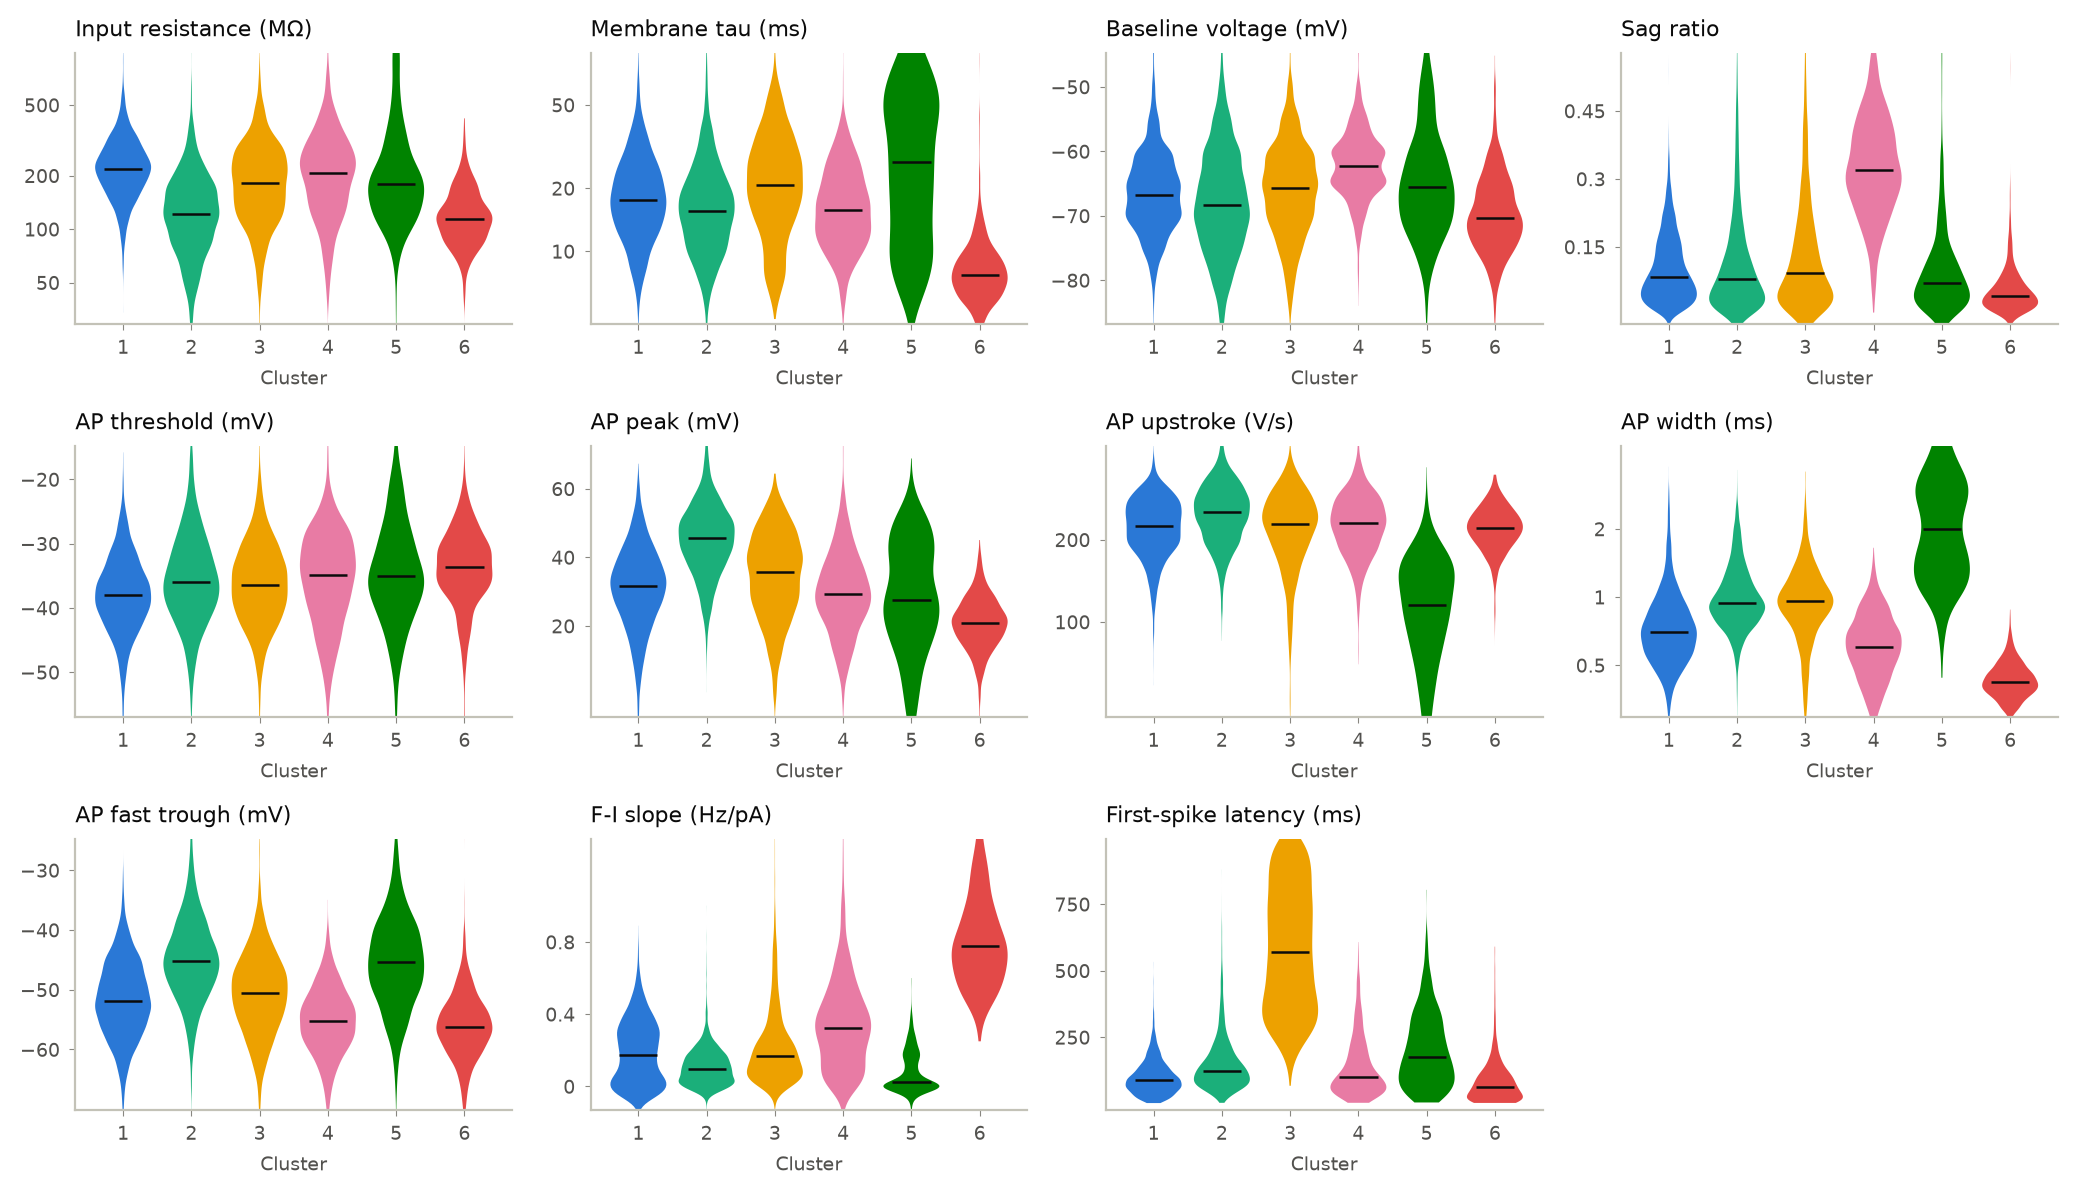 Input resistance (MΩ)
500
200
100
50
1 2 3 4 5 6
Cluster
Membrane tau (ms)
50
20
10
1 2 3 4 5 6
Cluster
Baseline voltage (mV)
−50
−60
−70
−80
1 2 3 4 5 6
Cluster
Sag ratio
0.45
0.3
0.15
1 2 3 4 5 6
Cluster
AP threshold (mV)
−20
−30
−40
−50
1 2 3 4 5 6
Cluster
AP peak (mV)
60
40
20
1 2 3 4 5 6
Cluster
AP upstroke (V/s)
200
100
1 2 3 4 5 6
Cluster
AP width (ms)
2
1
0.5
1 2 3 4 5 6
Cluster
AP fast trough (mV)
−30
−40
−50
−60
1 2 3 4 5 6
Cluster
F-I slope (Hz/pA)
0.8
0.4
0
1 2 3 4 5 6
Cluster
First-spike latency (ms)
750
500
250
1 2 3 4 5 6
Cluster